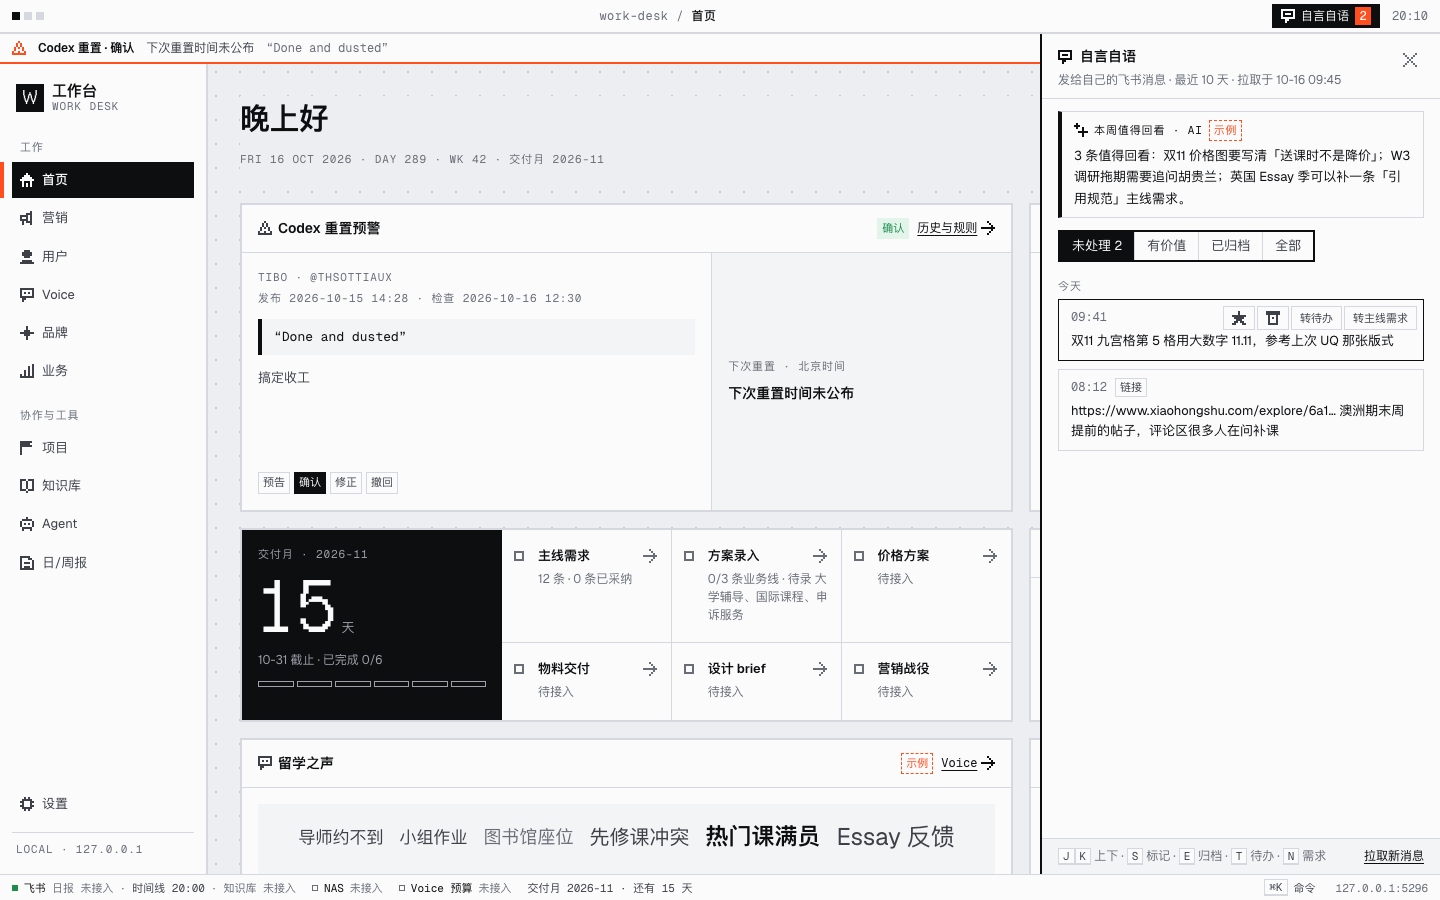 work-desk / 首页
自言自语 2
20:10
Codex 重置 · 确认 下次重置时间未公布 “Done and dusted”
W
工作台
WORK DESK
工作
首页
营销
用户
Voice
品牌
业务
协作与工具
项目
知识库
Agent
日/周报
设置
LOCAL · 127.0.0.1
晚上好
FRI 16 OCT 2026 · DAY 289 · WK 42 · 交付月 2026-11
Codex 重置预警
确认 历史与规则
TIBO · @THSOTTIAUX
发布 2026-10-15 14:28 · 检查 2026-10-16 12:30
“Done and dusted”
搞定收工
预告 确认 修正 撤回
下次重置 · 北京时间
下次重置时间未公布
交付月 · 2026-11
15 天
10-31 截止 · 已完成 0/6
主线需求
12 条 · 0 条已采纳
方案录入
0/3 条业务线 · 待录 大
学辅导、国际课程、申
诉服务
价格方案
待接入
物料交付
待接入
设计 brief
待接入
营销战役
待接入
留学之声
示例 Voice
导师约不到 小组作业 图书馆座位 先修课冲突 热门课满员 Essay 反馈
自言自语
发给自己的飞书消息 · 最近 10 天 · 拉取于 10-16 09:45
本周值得回看 · AI 示例
3 条值得回看：双11 价格图要写清「送课时不是降价」；W3
调研拖期需要追问胡贵兰；英国 Essay 季可以补一条「引
用规范」主线需求。
未处理 2 有价值 已归档 全部
今天
09:41 转待办 转主线需求
双11 九宫格第 5 格用大数字 11.11，参考上次 UQ 那张版式
08:12 链接
https://www.xiaohongshu.com/explore/6a1... 澳洲期末周
提前的帖子，评论区很多人在问补课
J K 上下 · S 标记 · E 归档 · T 待办 · N 需求
拉取新消息
飞书 日报 未接入 · 时间线 20:00 · 知识库 未接入 NAS 未接入 Voice 预算 未接入 交付月 2026-11 · 还有 15 天
⌘K 命令 127.0.0.1:5296